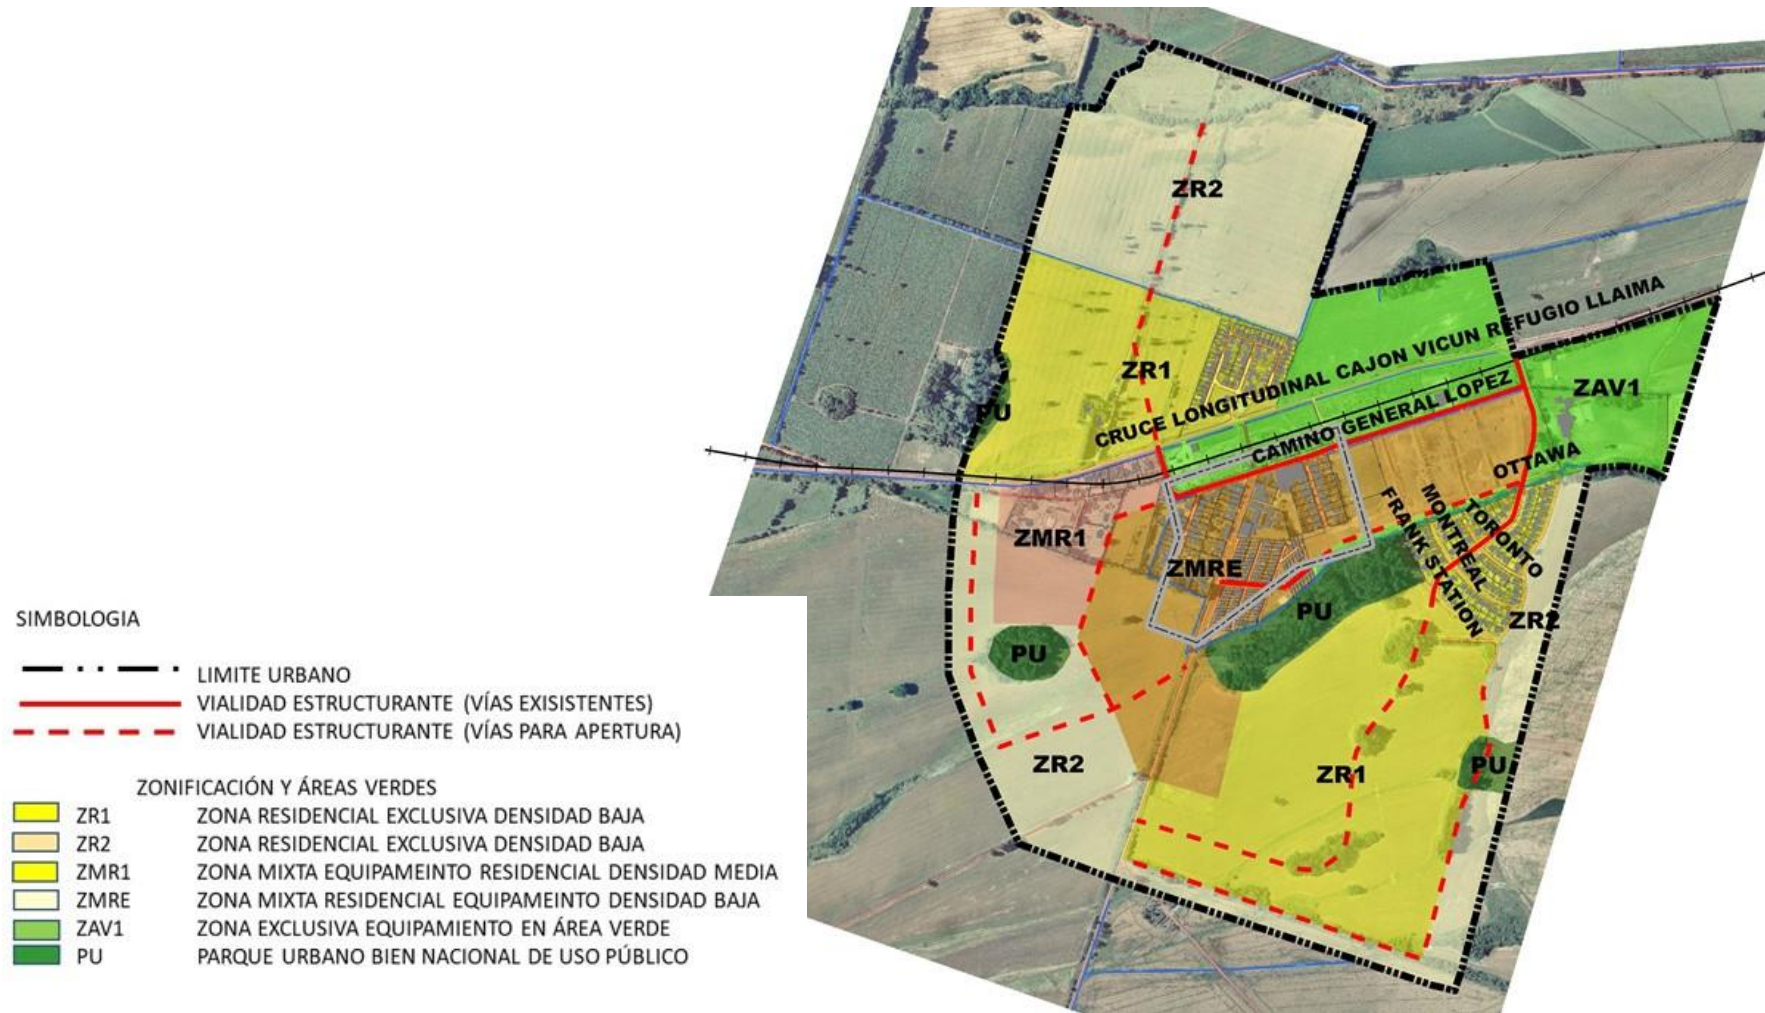 ZR2
CRUCE LONGITUDINAL CAJON VICUN REFUGIO LLAIMA
ZR1
ZAV1
PU
CAMINO GENERAL LOPEZ
OTTAWA
ZMR1
FRANK STATION
MONTREAL
TORONTO
ZMRE
PU
ZR2
PU
ZR2
ZR1
PU
SIMBOLOGIA
LIMITE URBANO
VIALIDAD ESTRUCTURANTE (VÍAS EXISISTENTES)
VIALIDAD ESTRUCTURANTE (VÍAS PARA APERTURA)
ZONIFICACIÓN Y ÁREAS VERDES
ZR1 ZONA RESIDENCIAL EXCLUSIVA DENSIDAD BAJA
ZR2 ZONA RESIDENCIAL EXCLUSIVA DENSIDAD BAJA
ZMR1 ZONA MIXTA EQUIPAMEINTO RESIDENCIAL DENSIDAD MEDIA
ZMRE ZONA MIXTA RESIDENCIAL EQUIPAMEINTO DENSIDAD BAJA
ZAV1 ZONA EXCLUSIVA EQUIPAMIENTO EN ÁREA VERDE
PU PARQUE URBANO BIEN NACIONAL DE USO PÚBLICO